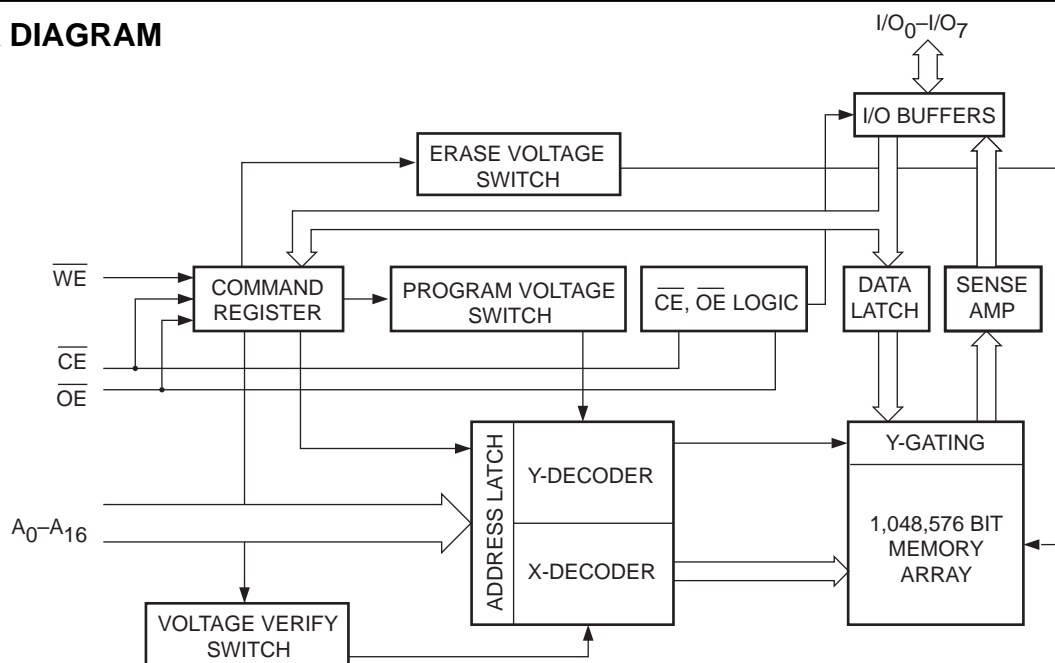 DIAGRAM
I/O0–I/O7
I/O BUFFERS
ERASE VOLTAGE
SWITCH
WE
COMMAND
REGISTER
PROGRAM VOLTAGE
SWITCH
CE, OE LOGIC
DATA
LATCH
SENSE
AMP
CE
OE
ADDRESS LATCH
Y-DECODER
Y-GATING
A0–A16
X-DECODER
1,048,576 BIT
MEMORY
ARRAY
VOLTAGE VERIFY
SWITCH